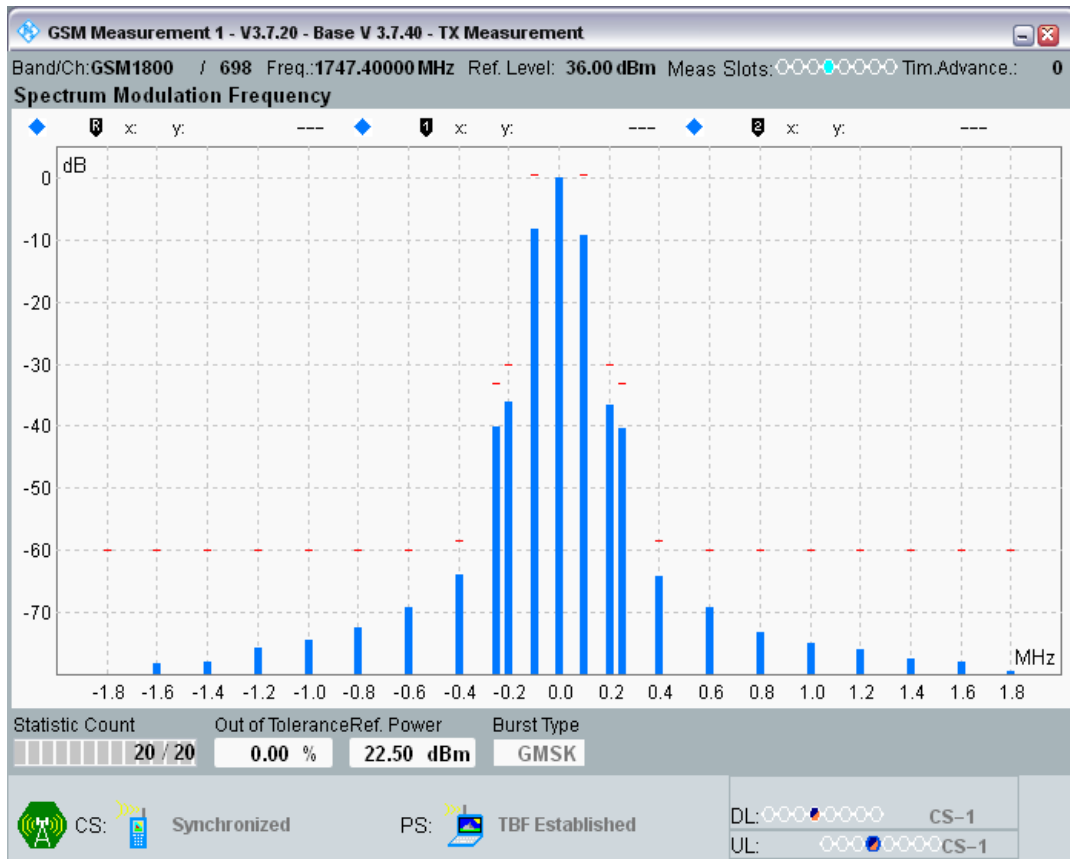 GSM Measurement 1 - V3.7.20 - Base V 3.7.40 - TX Measurement
Band/Ch:GSM1800 / 698 Freq.:1747.40000 MHz Ref. Level: 36.00 dBm Meas Slots: Tim.Advance.: 0
Spectrum Modulation Frequency
R x: y: --- 1 x: y: --- 2 x: y: ---
dB
0
-10
-20
-30
-40
-50
-60
-70
MHz
-1.8 -1.6 -1.4 -1.2 -1.0 -0.8 -0.6 -0.4 -0.2 0.0 0.2 0.4 0.6 0.8 1.0 1.2 1.4 1.6 1.8
Statistic Count Out of Tolerance Ref. Power Burst Type
20 / 20 0.00 % 22.50 dBm GMSK
CS: Synchronized PS: TBF Established
DL: CS-1
UL: CS-1